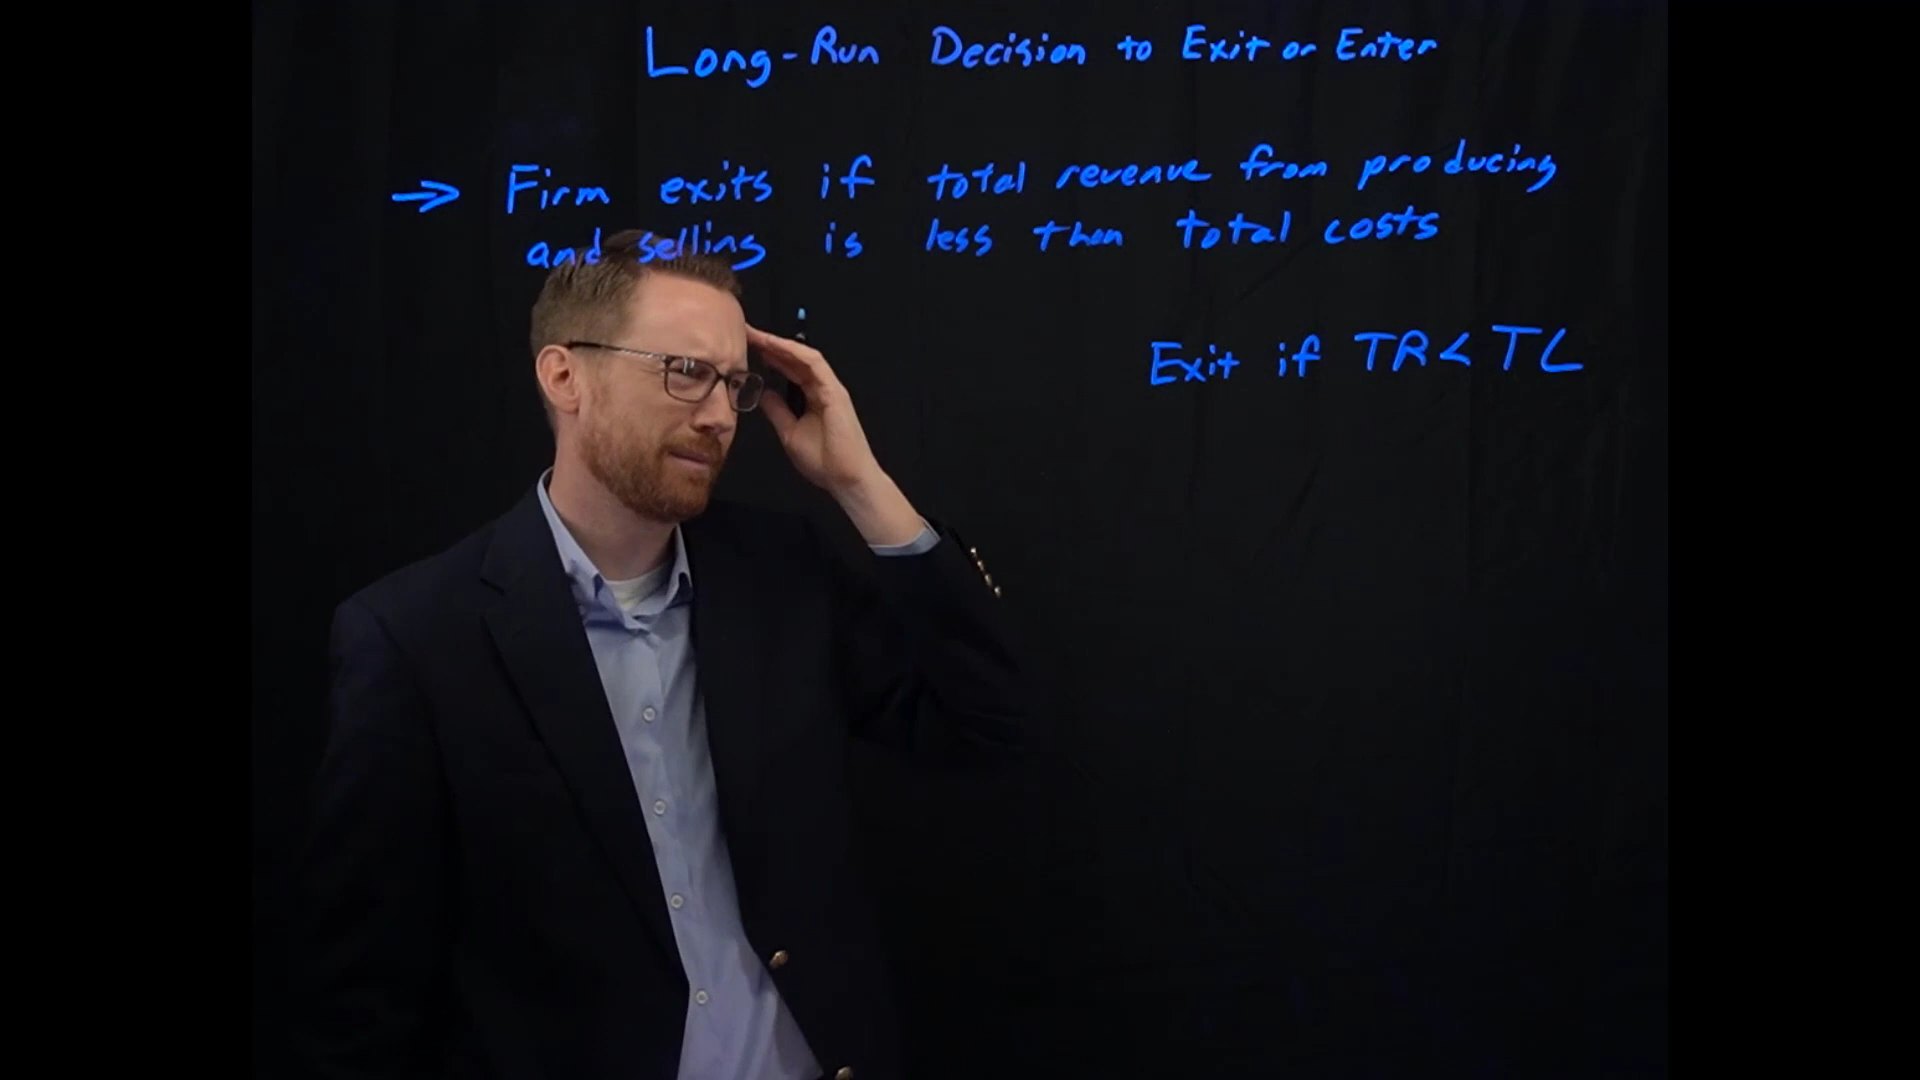 Long-Run Decision to Exit or Enter
→ Firm exits if total revenue from producing
and selling is less than total costs
Exit if TR < TC